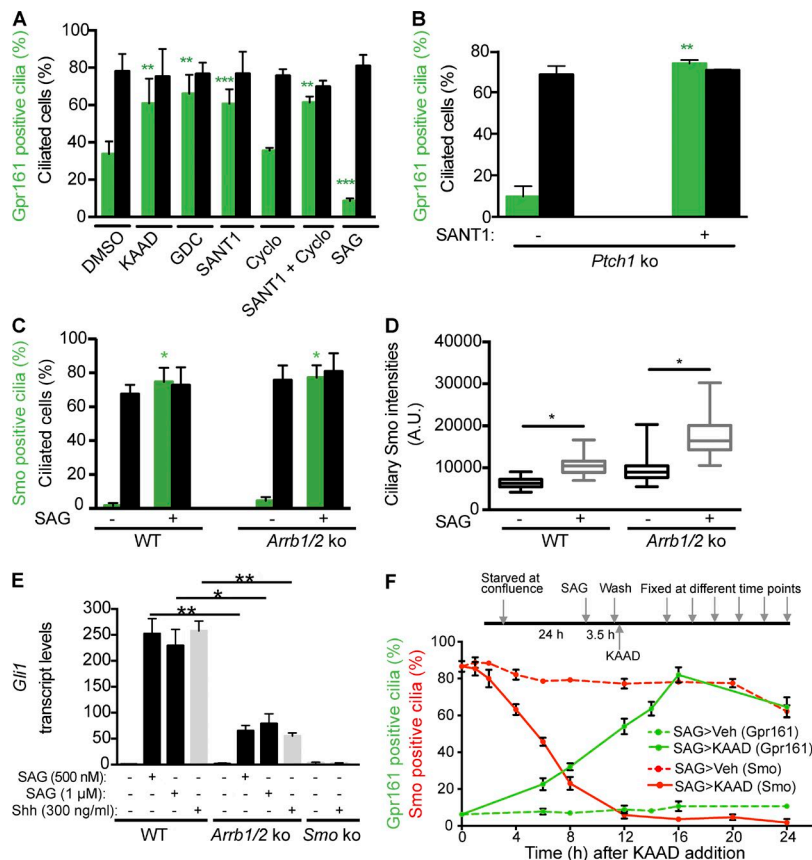 A
Gpr161 positive cilia (%)
Ciliated cells (%)
100
80
60
40
20
0
** ** *** ** ***
DMSO
KAAD
GDC
SANT1
Cyclo
SANT1 + Cyclo
SAG
B
Gpr161 positive cilia (%)
Ciliated cells (%)
80
60
40
20
0
**
SANT1: - +
Ptch1 ko
C
Smo positive cilia (%)
Ciliated cells (%)
100
80
60
40
20
0
* *
SAG - + - +
WT Arrb1/2 ko
D
Ciliary Smo intensities
(A.U.)
40000
30000
20000
10000
0
* *
SAG - + - +
WT Arrb1/2 ko
E
Gli1
transcript levels
300
250
200
150
100
50
0
**
*
**
SAG (500 nM) - + - - - + - - - -
SAG (1 µM) - - + - - - + - - -
Shh (300 ng/ml) - - - + - - - + - +
WT Arrb1/2 ko Smo ko
F
Starved at
confluence
SAG Wash Fixed at different time points
24 h 3.5 h
KAAD
Gpr161 positive cilia (%)
Smo positive cilia (%)
100
80
60
40
20
0
SAG>Veh (Gpr161)
SAG>KAAD (Gpr161)
SAG>Veh (Smo)
SAG>KAAD (Smo)
0 4 8 12 16 20 24
Time (h) after KAAD addition